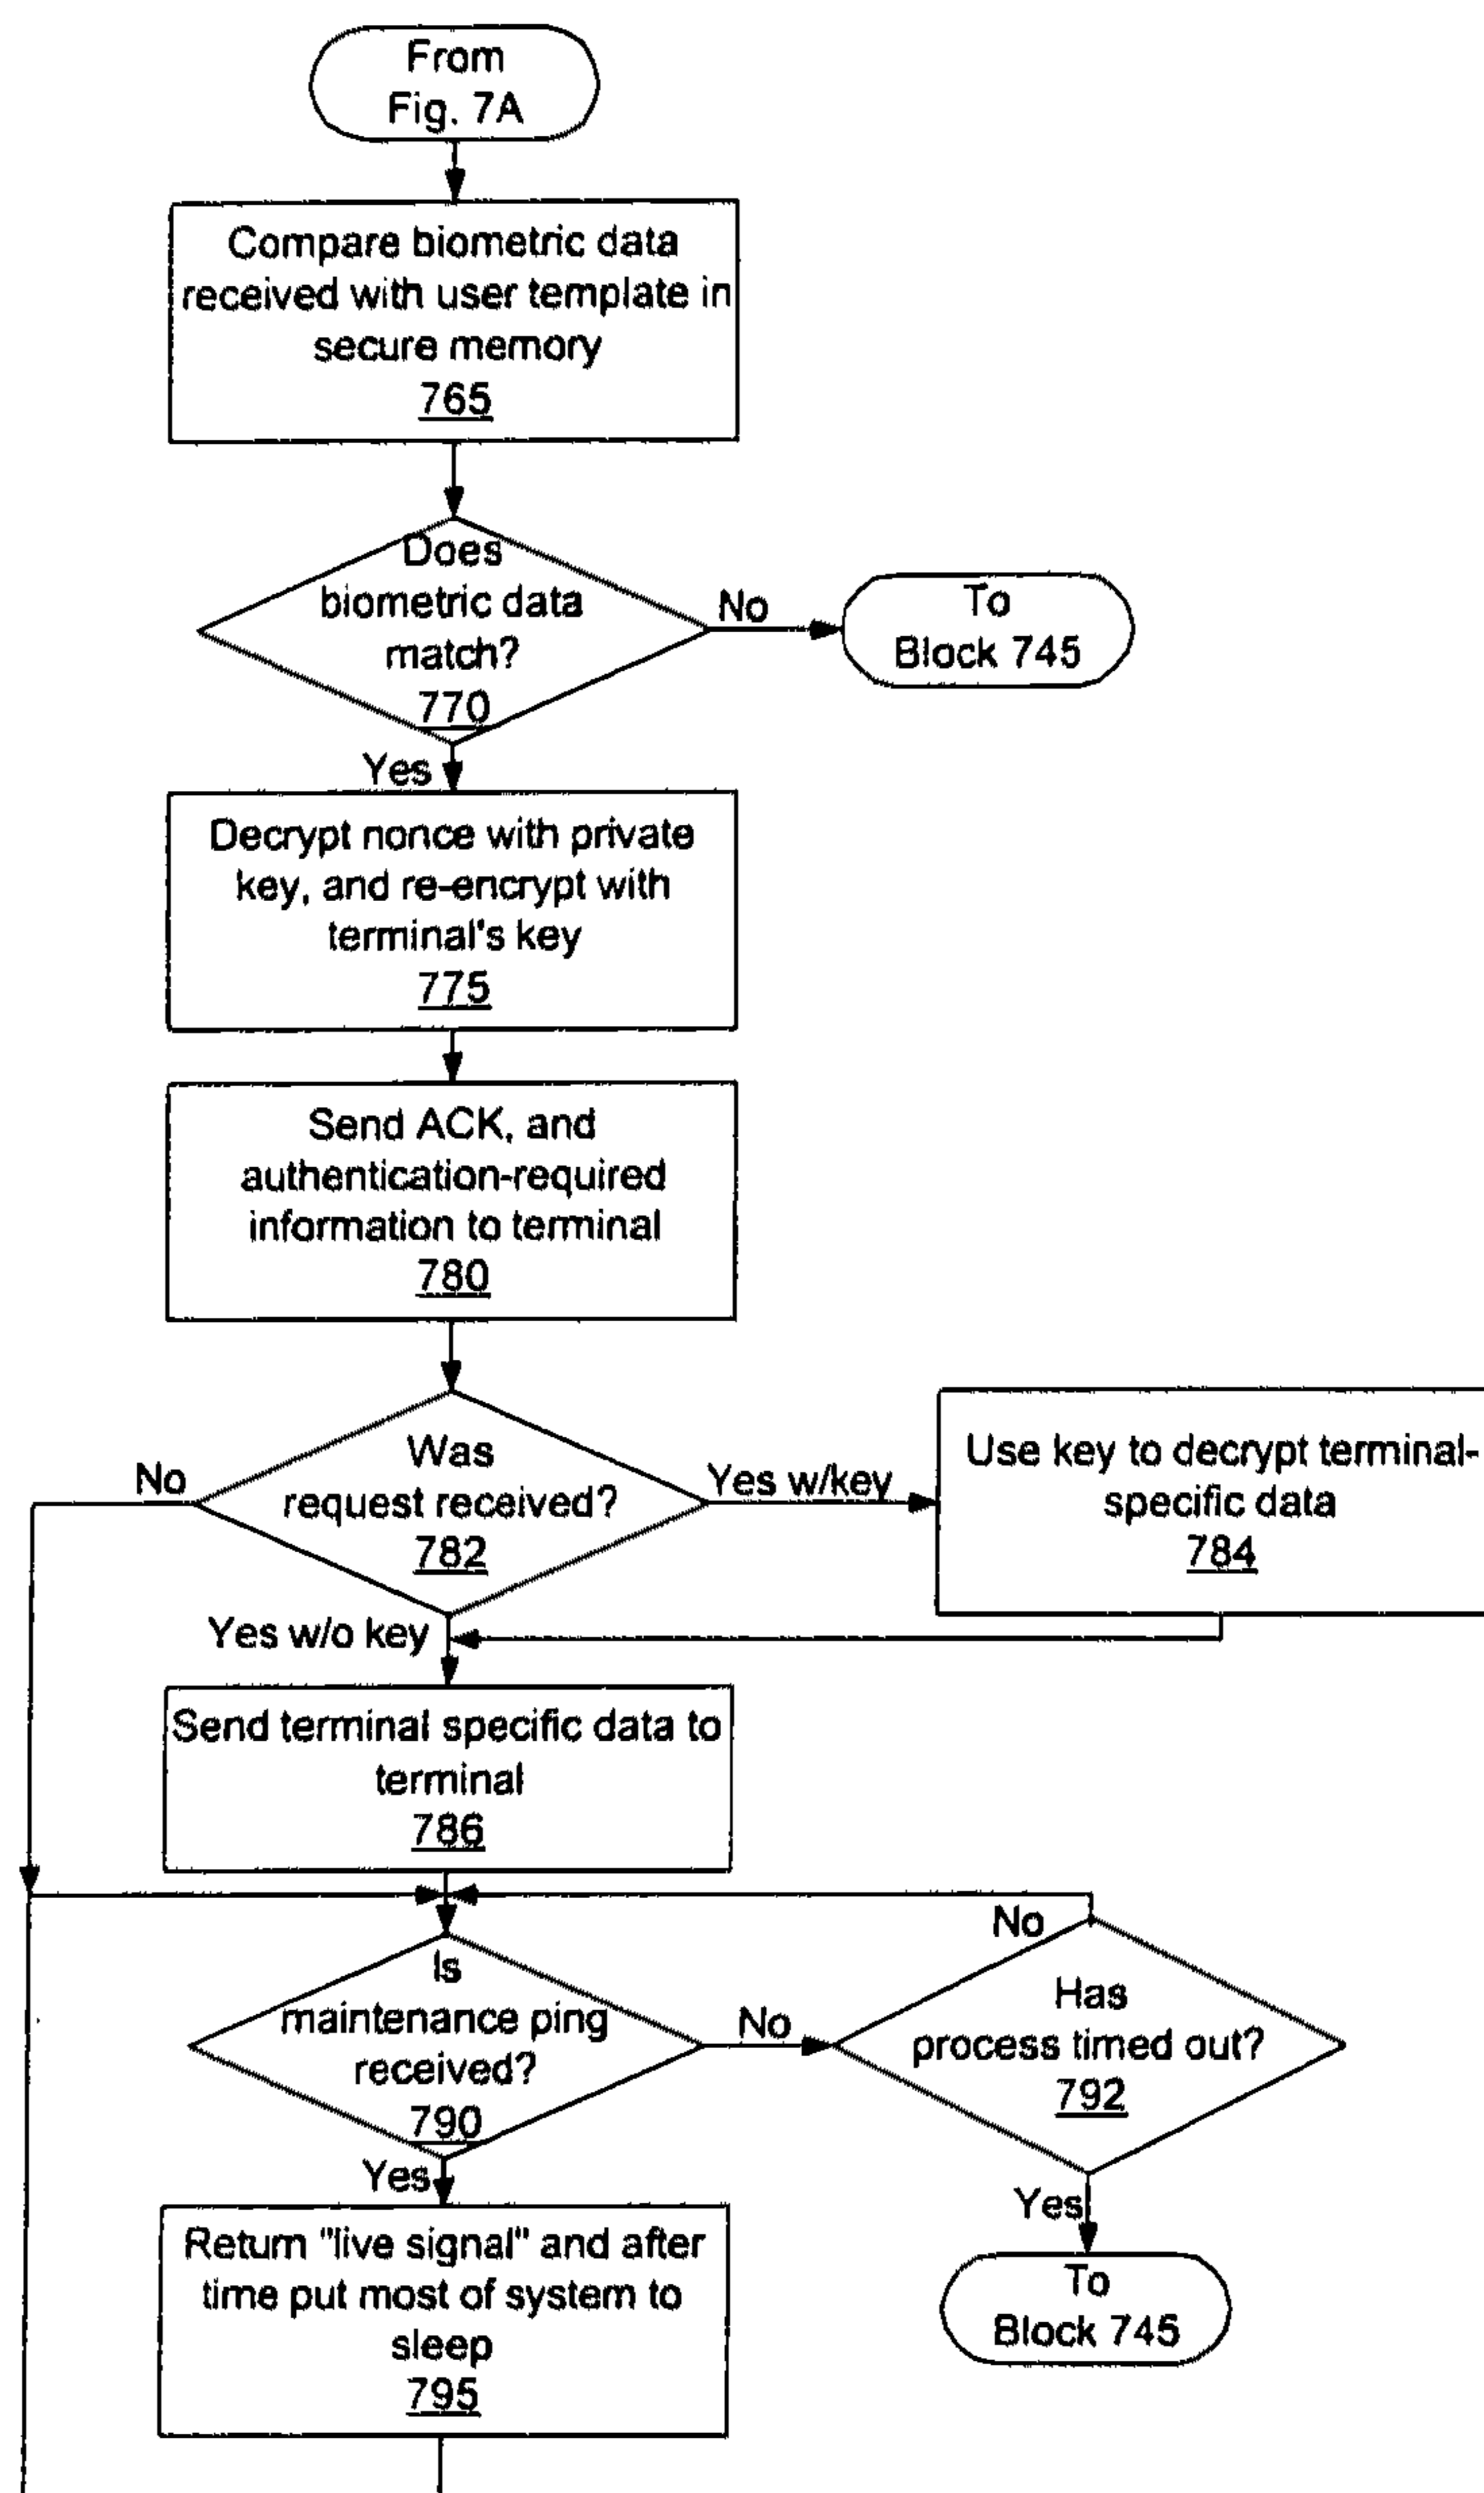 From
Fig. 7A
Compare biometric data
received with user template in
secure memory
765
Does
biometric data
match?
770
No
To
Block 745
Yes
Decrypt nonce with private
key, and re-encrypt with
terminal's key
775
Send ACK, and
authentication-required
information to terminal
780
Was
request received?
782
No
Yes w/key
Use key to decrypt terminal-
specific data
784
Yes w/o key
Send terminal specific data to
terminal
786
Is
maintenance ping
received?
790
No
No
Has
process timed out?
792
Yes
Yes
Return "live signal" and after
time put most of system to
sleep
795
To
Block 745